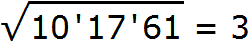 √10'17'61 = 3